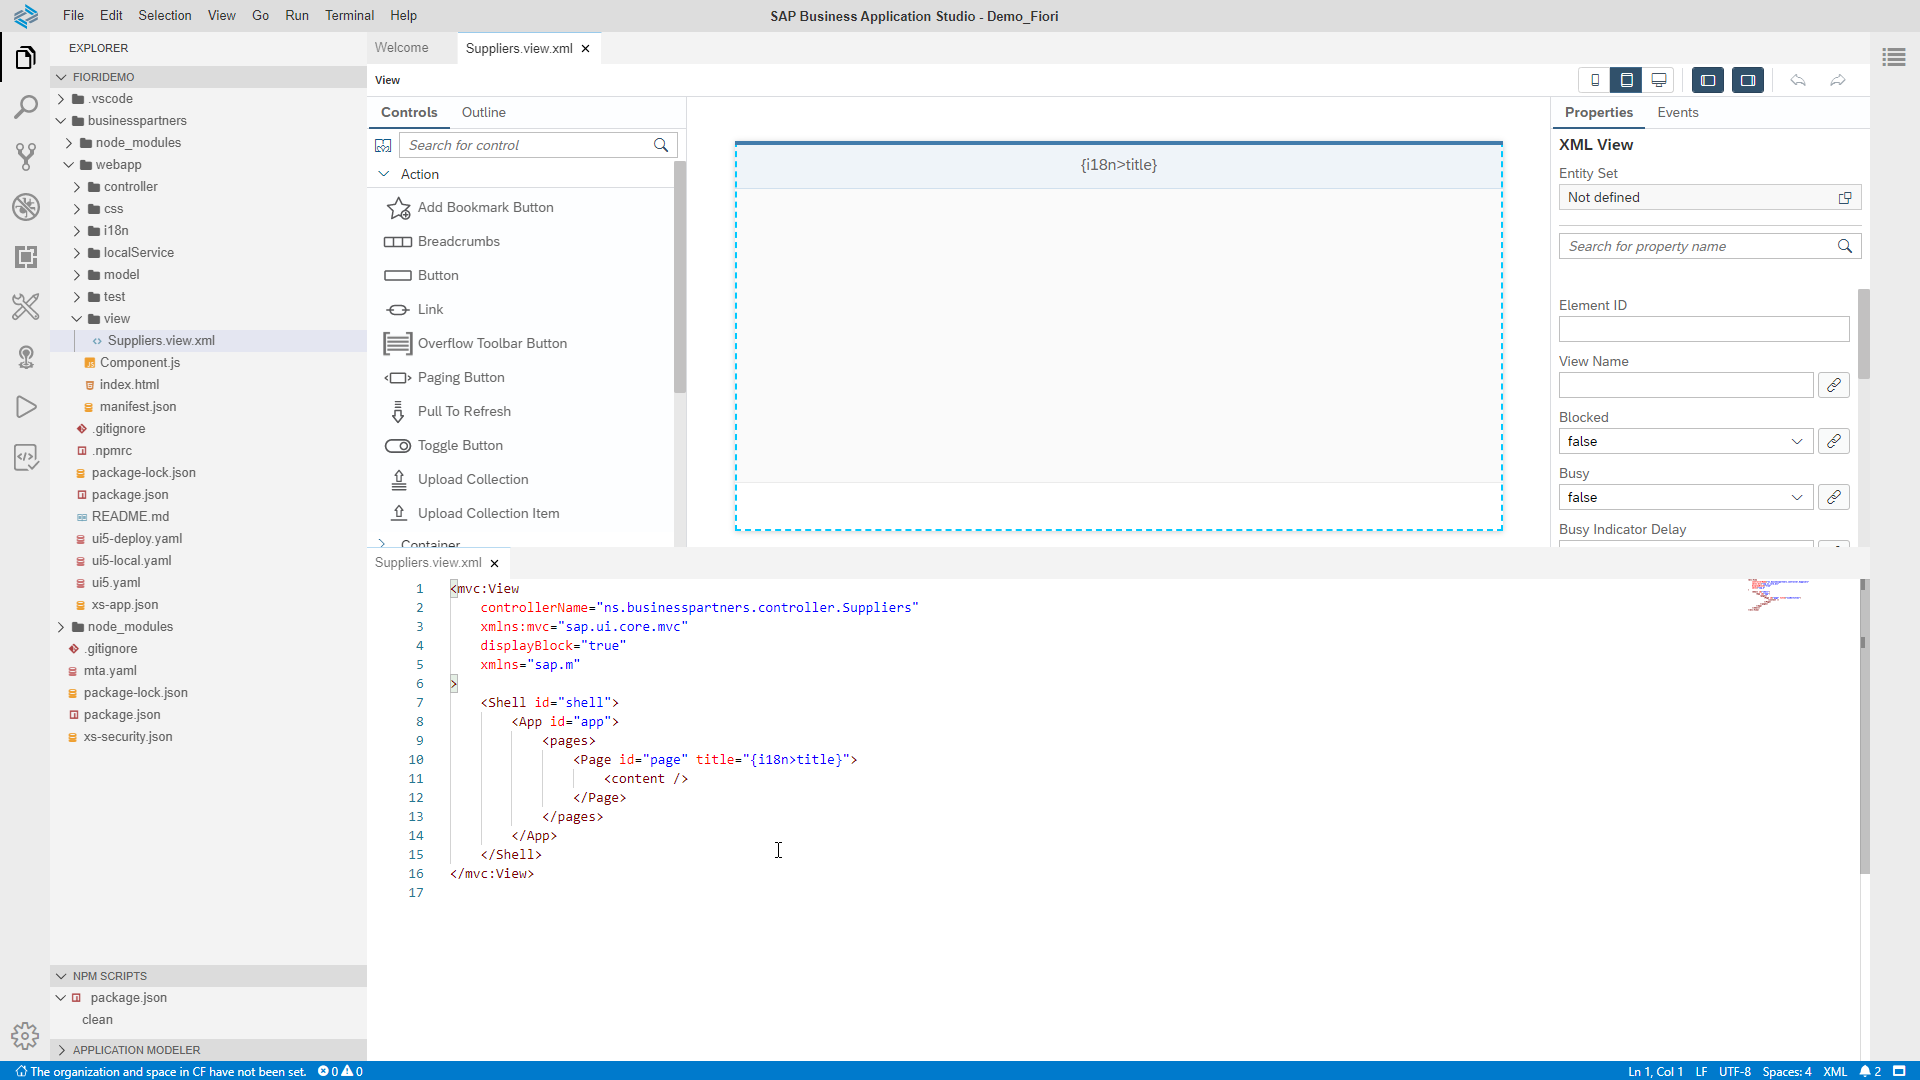 File Edit Selection View Go Run Terminal Help
SAP Business Application Studio - Demo_Fiori
EXPLORER
FIORIDEMO
.vscode
businesspartners
node_modules
webapp
controller
css
i18n
localService
model
test
view
Suppliers.view.xml
Component.js
index.html
manifest.json
.gitignore
.npmrc
package-lock.json
package.json
README.md
ui5-deploy.yaml
ui5-local.yaml
ui5.yaml
xs-app.json
node_modules
.gitignore
mta.yaml
package-lock.json
package.json
xs-security.json
NPM SCRIPTS
package.json
clean
APPLICATION MODELER
Welcome Suppliers.view.xml
View
Controls Outline
Search for control
Action
Add Bookmark Button
Breadcrumbs
Button
Link
Overflow Toolbar Button
Paging Button
Pull To Refresh
Toggle Button
Upload Collection
Upload Collection Item
Container
{i18n>title}
Properties Events
XML View
Entity Set
Not defined
Search for property name
Element ID
View Name
Blocked
false
Busy
false
Busy Indicator Delay
Suppliers.view.xml
1 <mvc:View
2 controllerName="ns.businesspartners.controller.Suppliers"
3 xmlns:mvc="sap.ui.core.mvc"
4 displayBlock="true"
5 xmlns="sap.m"
6 >
7 <Shell id="shell">
8 <App id="app">
9 <pages>
10 <Page id="page" title="{i18n>title}">
11 <content />
12 </Page>
13 </pages>
14 </App>
15 </Shell>
16 </mvc:View>
17
The organization and space in CF have not been set. 0 0
Ln 1, Col 1 LF UTF-8 Spaces: 4 XML 2